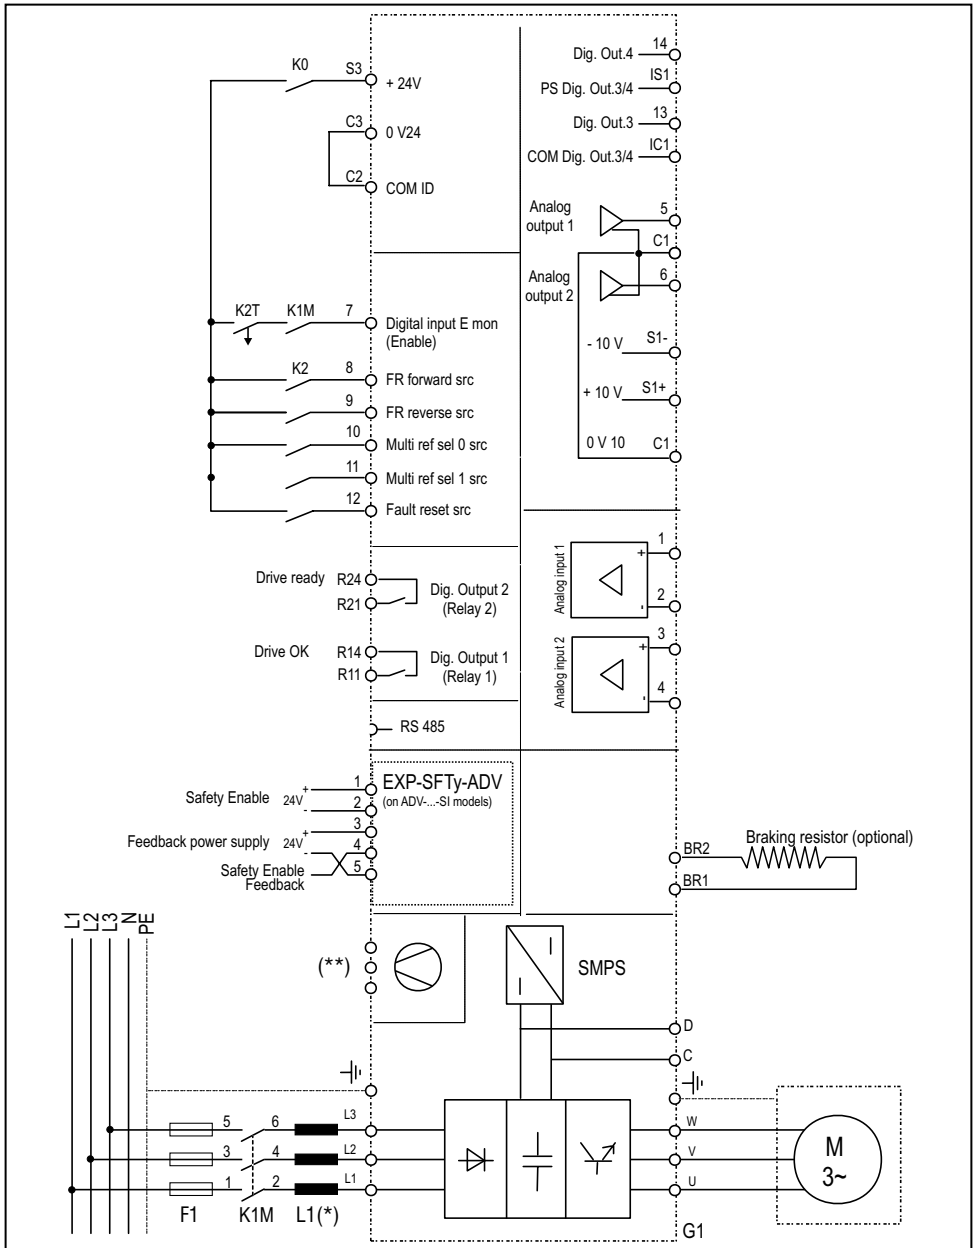 K0
S3
+ 24V
C3
0 V24
C2
COM ID
K2T
K1M
7
Digital input E mon
(Enable)
K2
8
FR forward src
9
FR reverse src
10
Multi ref sel 0 src
11
Multi ref sel 1 src
12
Fault reset src
Drive ready
R24
R21
Dig. Output 2
(Relay 2)
Drive OK
R14
R11
Dig. Output 1
(Relay 1)
RS 485
Dig. Out.4
14
PS Dig. Out.3/4
IS1
Dig. Out.3
13
COM Dig. Out.3/4
IC1
Analog
output 1
5
C1
Analog
output 2
6
- 10 V
S1-
+ 10 V
S1+
0 V 10
C1
Analog input 1
+
-
1
2
Analog input 2
+
-
3
4
EXP-SFTy-ADV
(on ADV-...-SI models)
Safety Enable
24V
+
-
1
2
Feedback power supply
24V
+
-
3
4
Safety Enable
Feedback
5
BR2
BR1
Braking resistor (optional)
L1
L2
L3
N
PE
(**)
SMPS
D
C
5
6
L3
3
4
L2
1
2
L1
F1
K1M
L1(*)
W
V
U
M
3~
G1